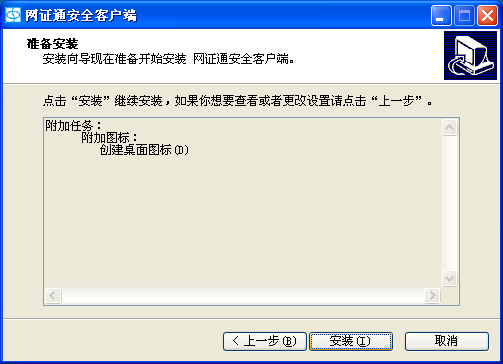 网证通安全客户端
准备安装
安装向导现在准备开始安装 网证通安全客户端。
点击“安装”继续安装，如果你想要查看或者更改设置请点击“上一步”。
附加任务：
附加图标：
创建桌面图标(D)
< 上一步(B)
安装(I)
取消